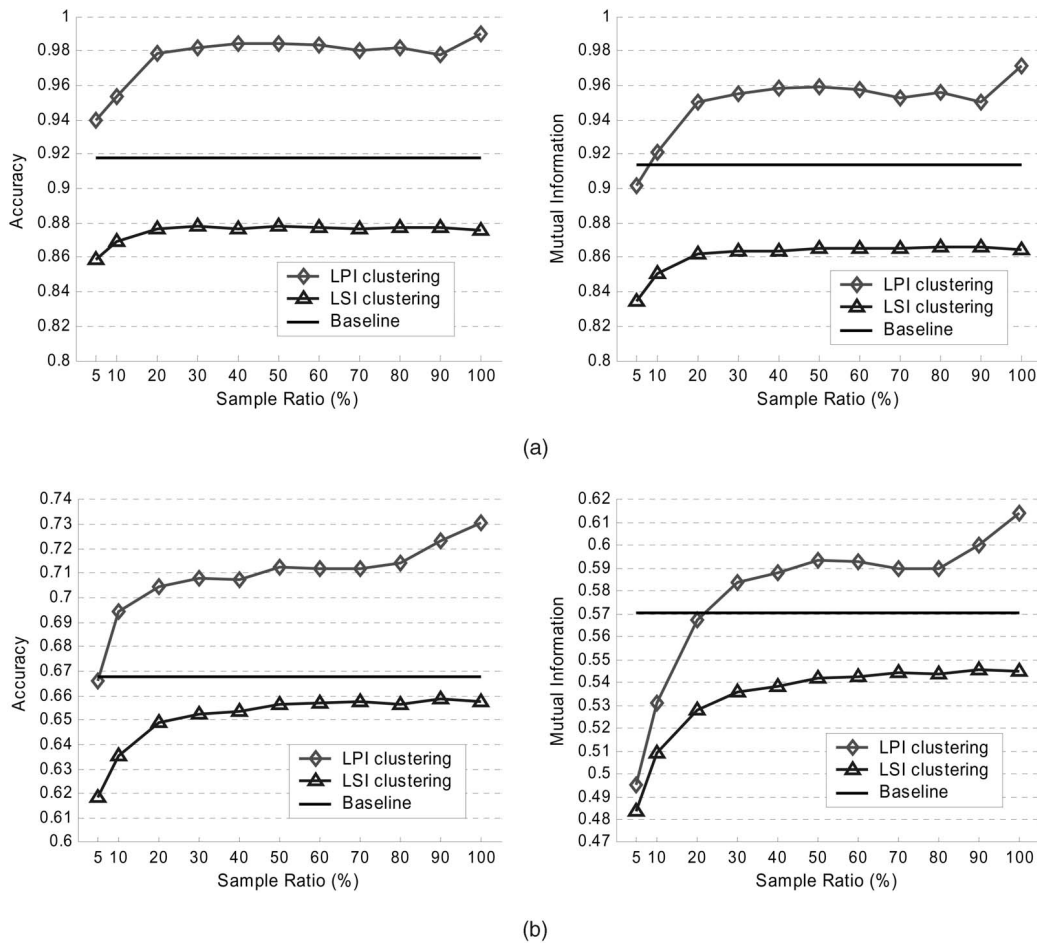 1
0.98
0.96
0.94
0.92
0.9
0.88
0.86
0.84
0.82
0.8
Accuracy
5 10 20 30 40 50 60 70 80 90 100
Sample Ratio (%)
LPI clustering
LSI clustering
Baseline
1
0.98
0.96
0.94
0.92
0.9
0.88
0.86
0.84
0.82
0.8
Mutual Information
5 10 20 30 40 50 60 70 80 90 100
Sample Ratio (%)
LPI clustering
LSI clustering
Baseline
(a)
0.74
0.73
0.72
0.71
0.7
0.69
0.68
0.67
0.66
0.65
0.64
0.63
0.62
0.61
0.6
Accuracy
5 10 20 30 40 50 60 70 80 90 100
Sample Ratio (%)
LPI clustering
LSI clustering
Baseline
0.62
0.61
0.6
0.59
0.58
0.57
0.56
0.55
0.54
0.53
0.52
0.51
0.5
0.49
0.48
0.47
Mutual Information
5 10 20 30 40 50 60 70 80 90 100
Sample Ratio (%)
LPI clustering
LSI clustering
Baseline
(b)